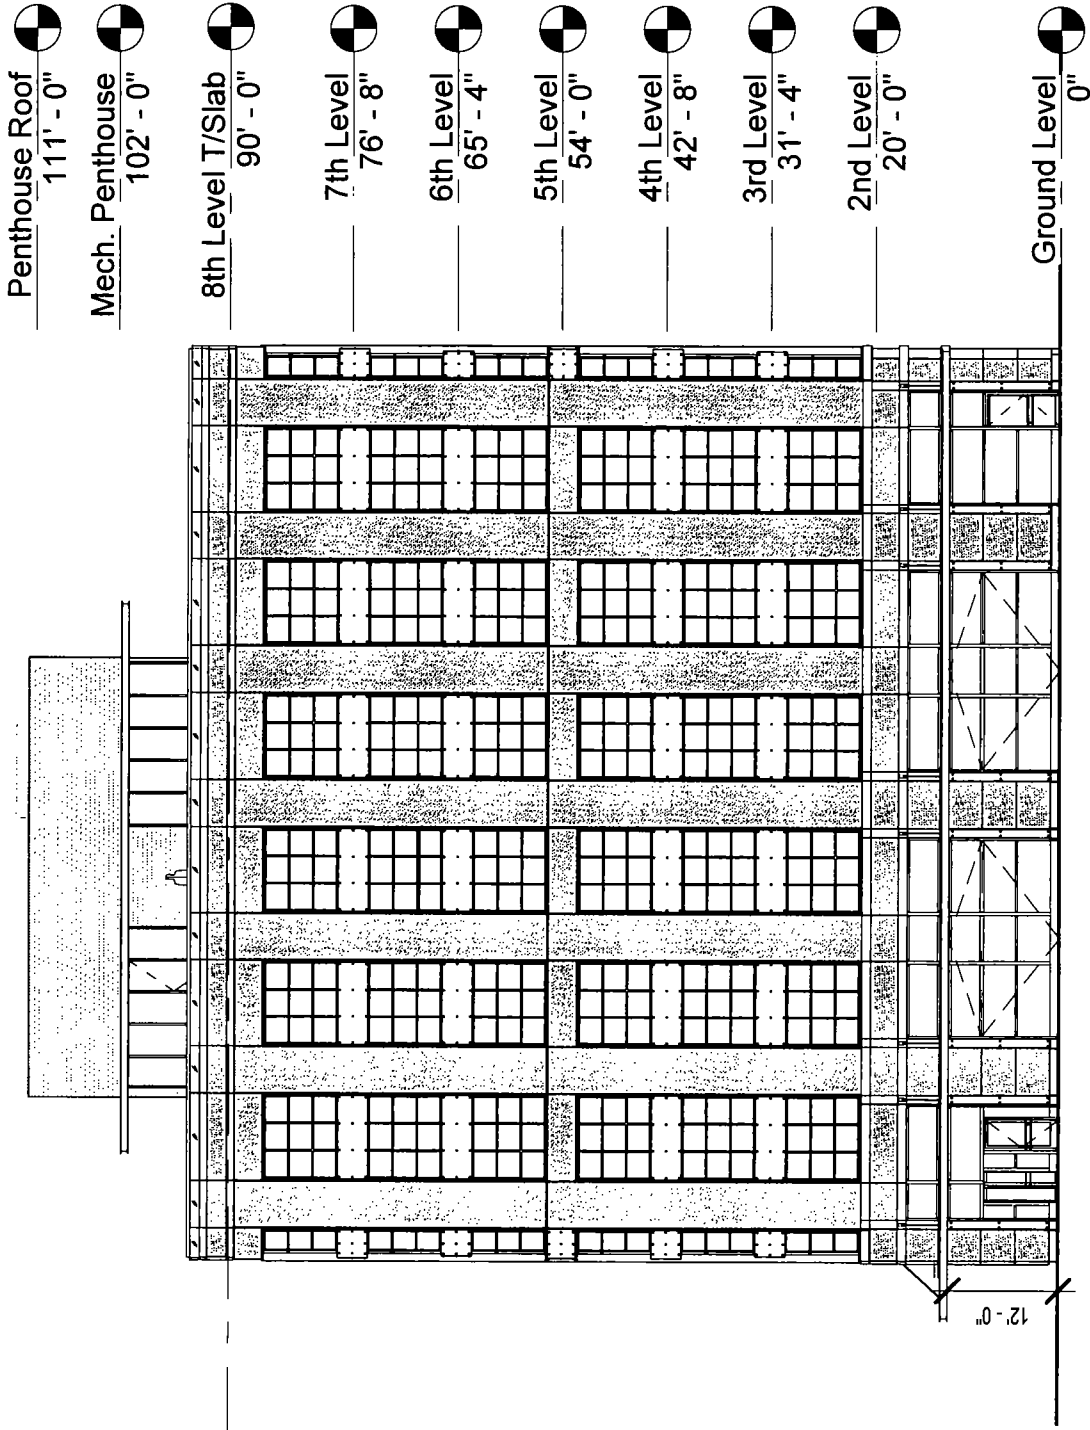 Penthouse Roof
111' - 0"
Mech. Penthouse
102' - 0"
8th Level T/Slab
90' - 0"
7th Level
76' - 8"
6th Level
65' - 4"
5th Level
54' - 0"
4th Level
42' - 8"
3rd Level
31' - 4"
2nd Level
20' - 0"
Ground Level
0"
12' - 0"